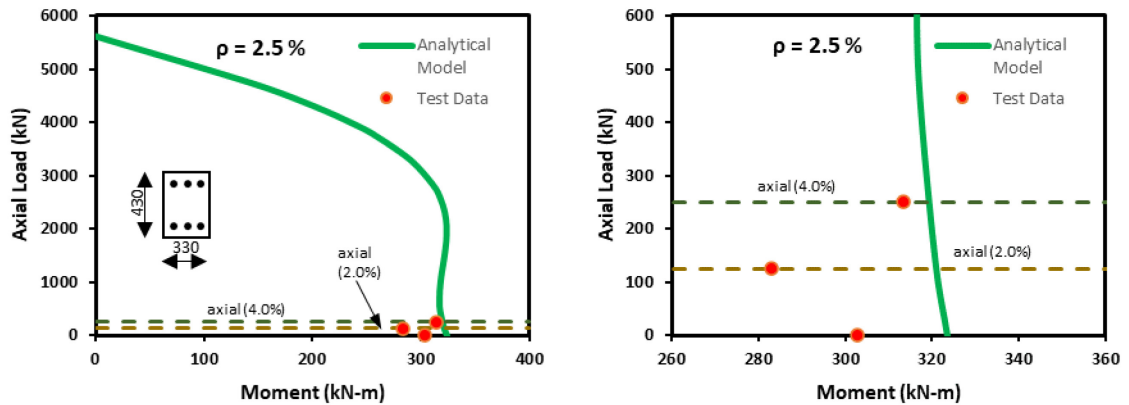 6000
5000
4000
3000
2000
1000
0
Axial Load (kN)
ρ = 2.5 %
Analytical
Model
Test Data
430
330
axial
(2.0%)
axial (4.0%)
0
100
200
300
400
Moment (kN-m)
600
500
400
300
200
100
0
Axial Load (kN)
ρ = 2.5 %
Analytical
Model
Test Data
axial (4.0%)
axial (2.0%)
260
280
300
320
340
360
Moment (kN-m)